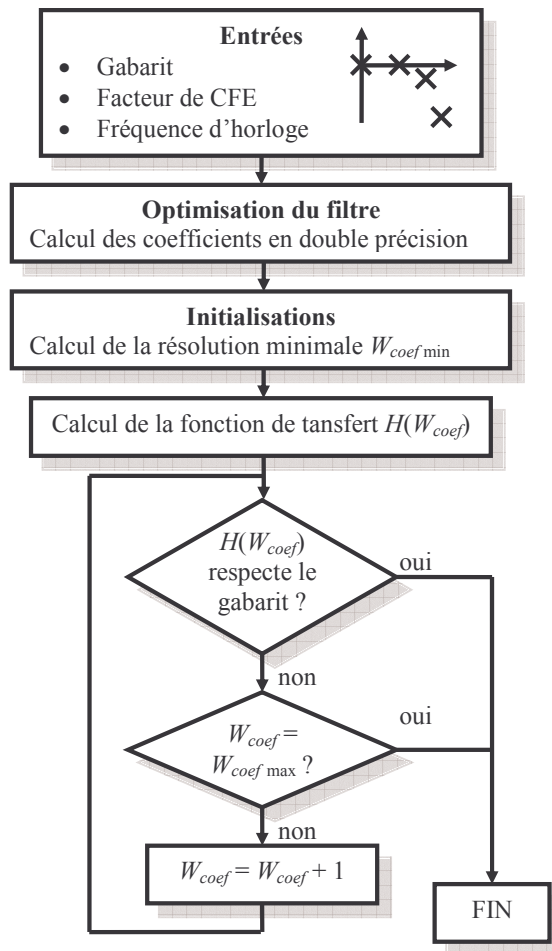 Entrées
• Gabarit
• Facteur de CFE
• Fréquence d'horloge
Optimisation du filtre
Calcul des coefficients en double précision
Initialisations
Calcul de la résolution minimale Wcoef min
Calcul de la fonction de tansfert H(Wcoef)
H(Wcoef)
respecte le
gabarit ?
oui
non
Wcoef =
Wcoef max ?
oui
non
Wcoef = Wcoef + 1
FIN